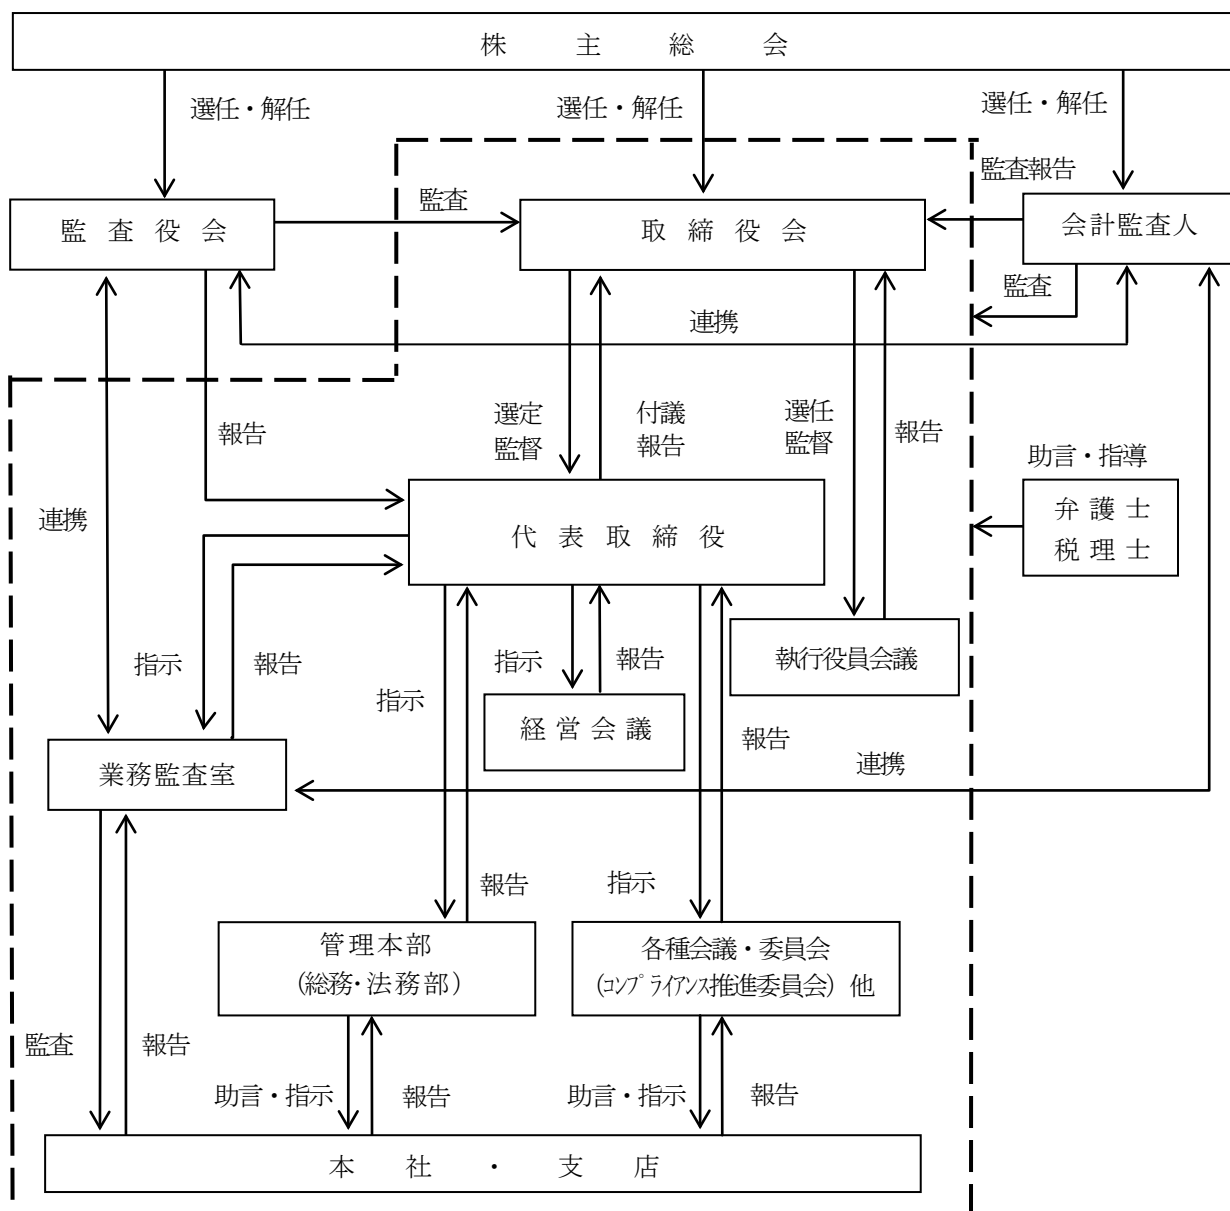 株主総会
選任・解任
選任・解任
選任・解任
監査報告
監査
監査役会
取締役会
会計監査人
監査
連携
選定
監督
付議
報告
選任
監督
報告
報告
助言・指導
弁護士
税理士
連携
代表取締役
指示
報告
指示
指示
報告
執行役員会議
経営会議
報告
業務監査室
連携
報告
指示
管理本部
(総務・法務部)
各種会議・委員会
(コンプライアンス推進委員会) 他
監査
報告
助言・指示
報告
助言・指示
報告
本社・支店